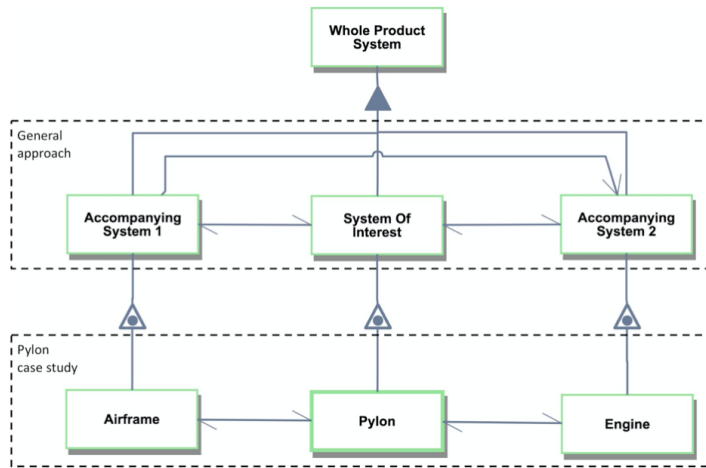 Whole Product
System
General
approach
Accompanying
System 1
System Of
Interest
Accompanying
System 2
Pylon
case study
Airframe
Pylon
Engine